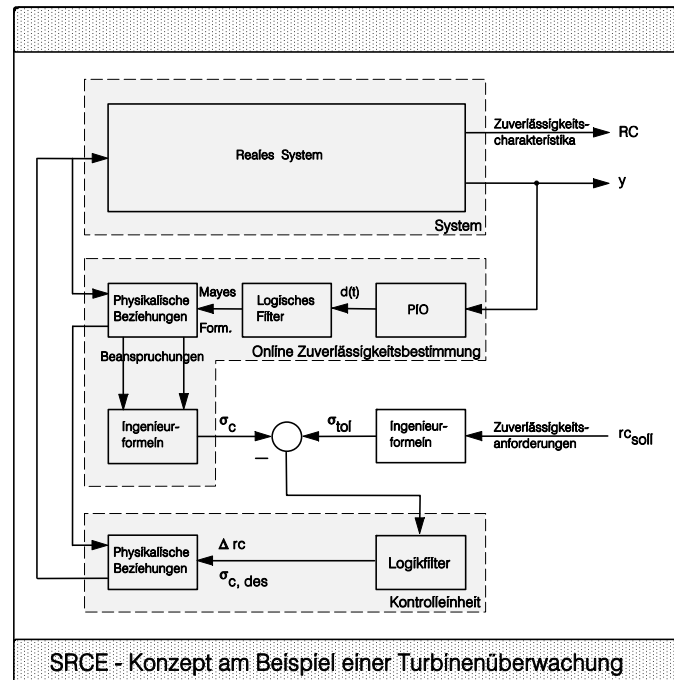 Zuverlässigkeits-
charakteristika
RC
Reales System
y
System
Physikalische
Beziehungen
Mayes
Form.
Logisches
Filter
d(t)
PIO
Online Zuverlässigkeitsbestimmung
Beanspruchungen
Ingenieur-
formeln
σc
–
σtol
Ingenieur-
formeln
Zuverlässigkeits-
anforderungen
rcsoll
Physikalische
Beziehungen
Δ rc
σc, des
Logikfilter
Kontrolleinheit
SRCE - Konzept am Beispiel einer Turbinenüberwachung